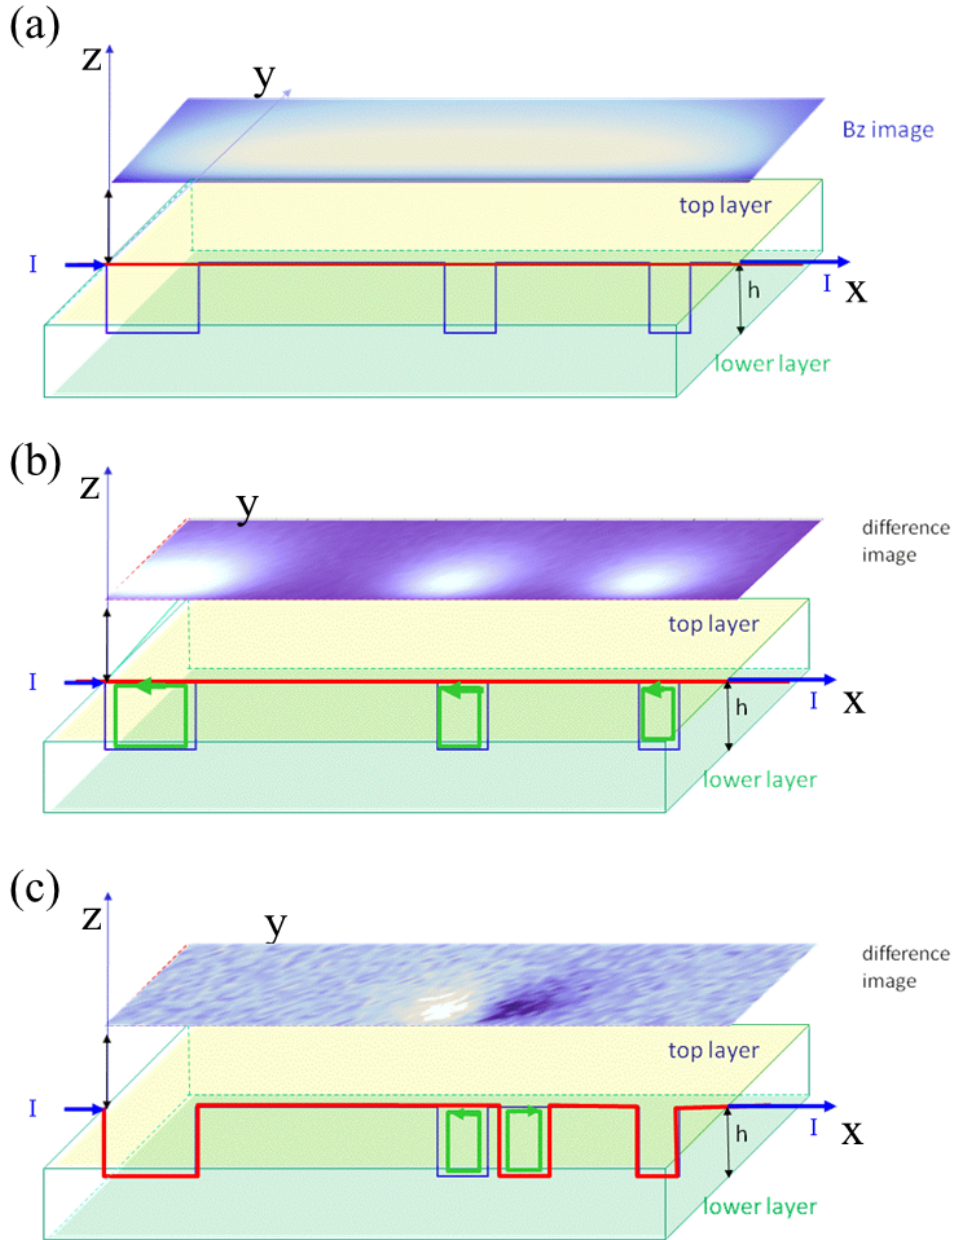 (a)
z
y
Bz image
top layer
I
h
I
x
lower layer
(b)
z
y
difference
image
top layer
I
h
I
x
lower layer
(c)
z
y
difference
image
top layer
I
h
I
x
lower layer